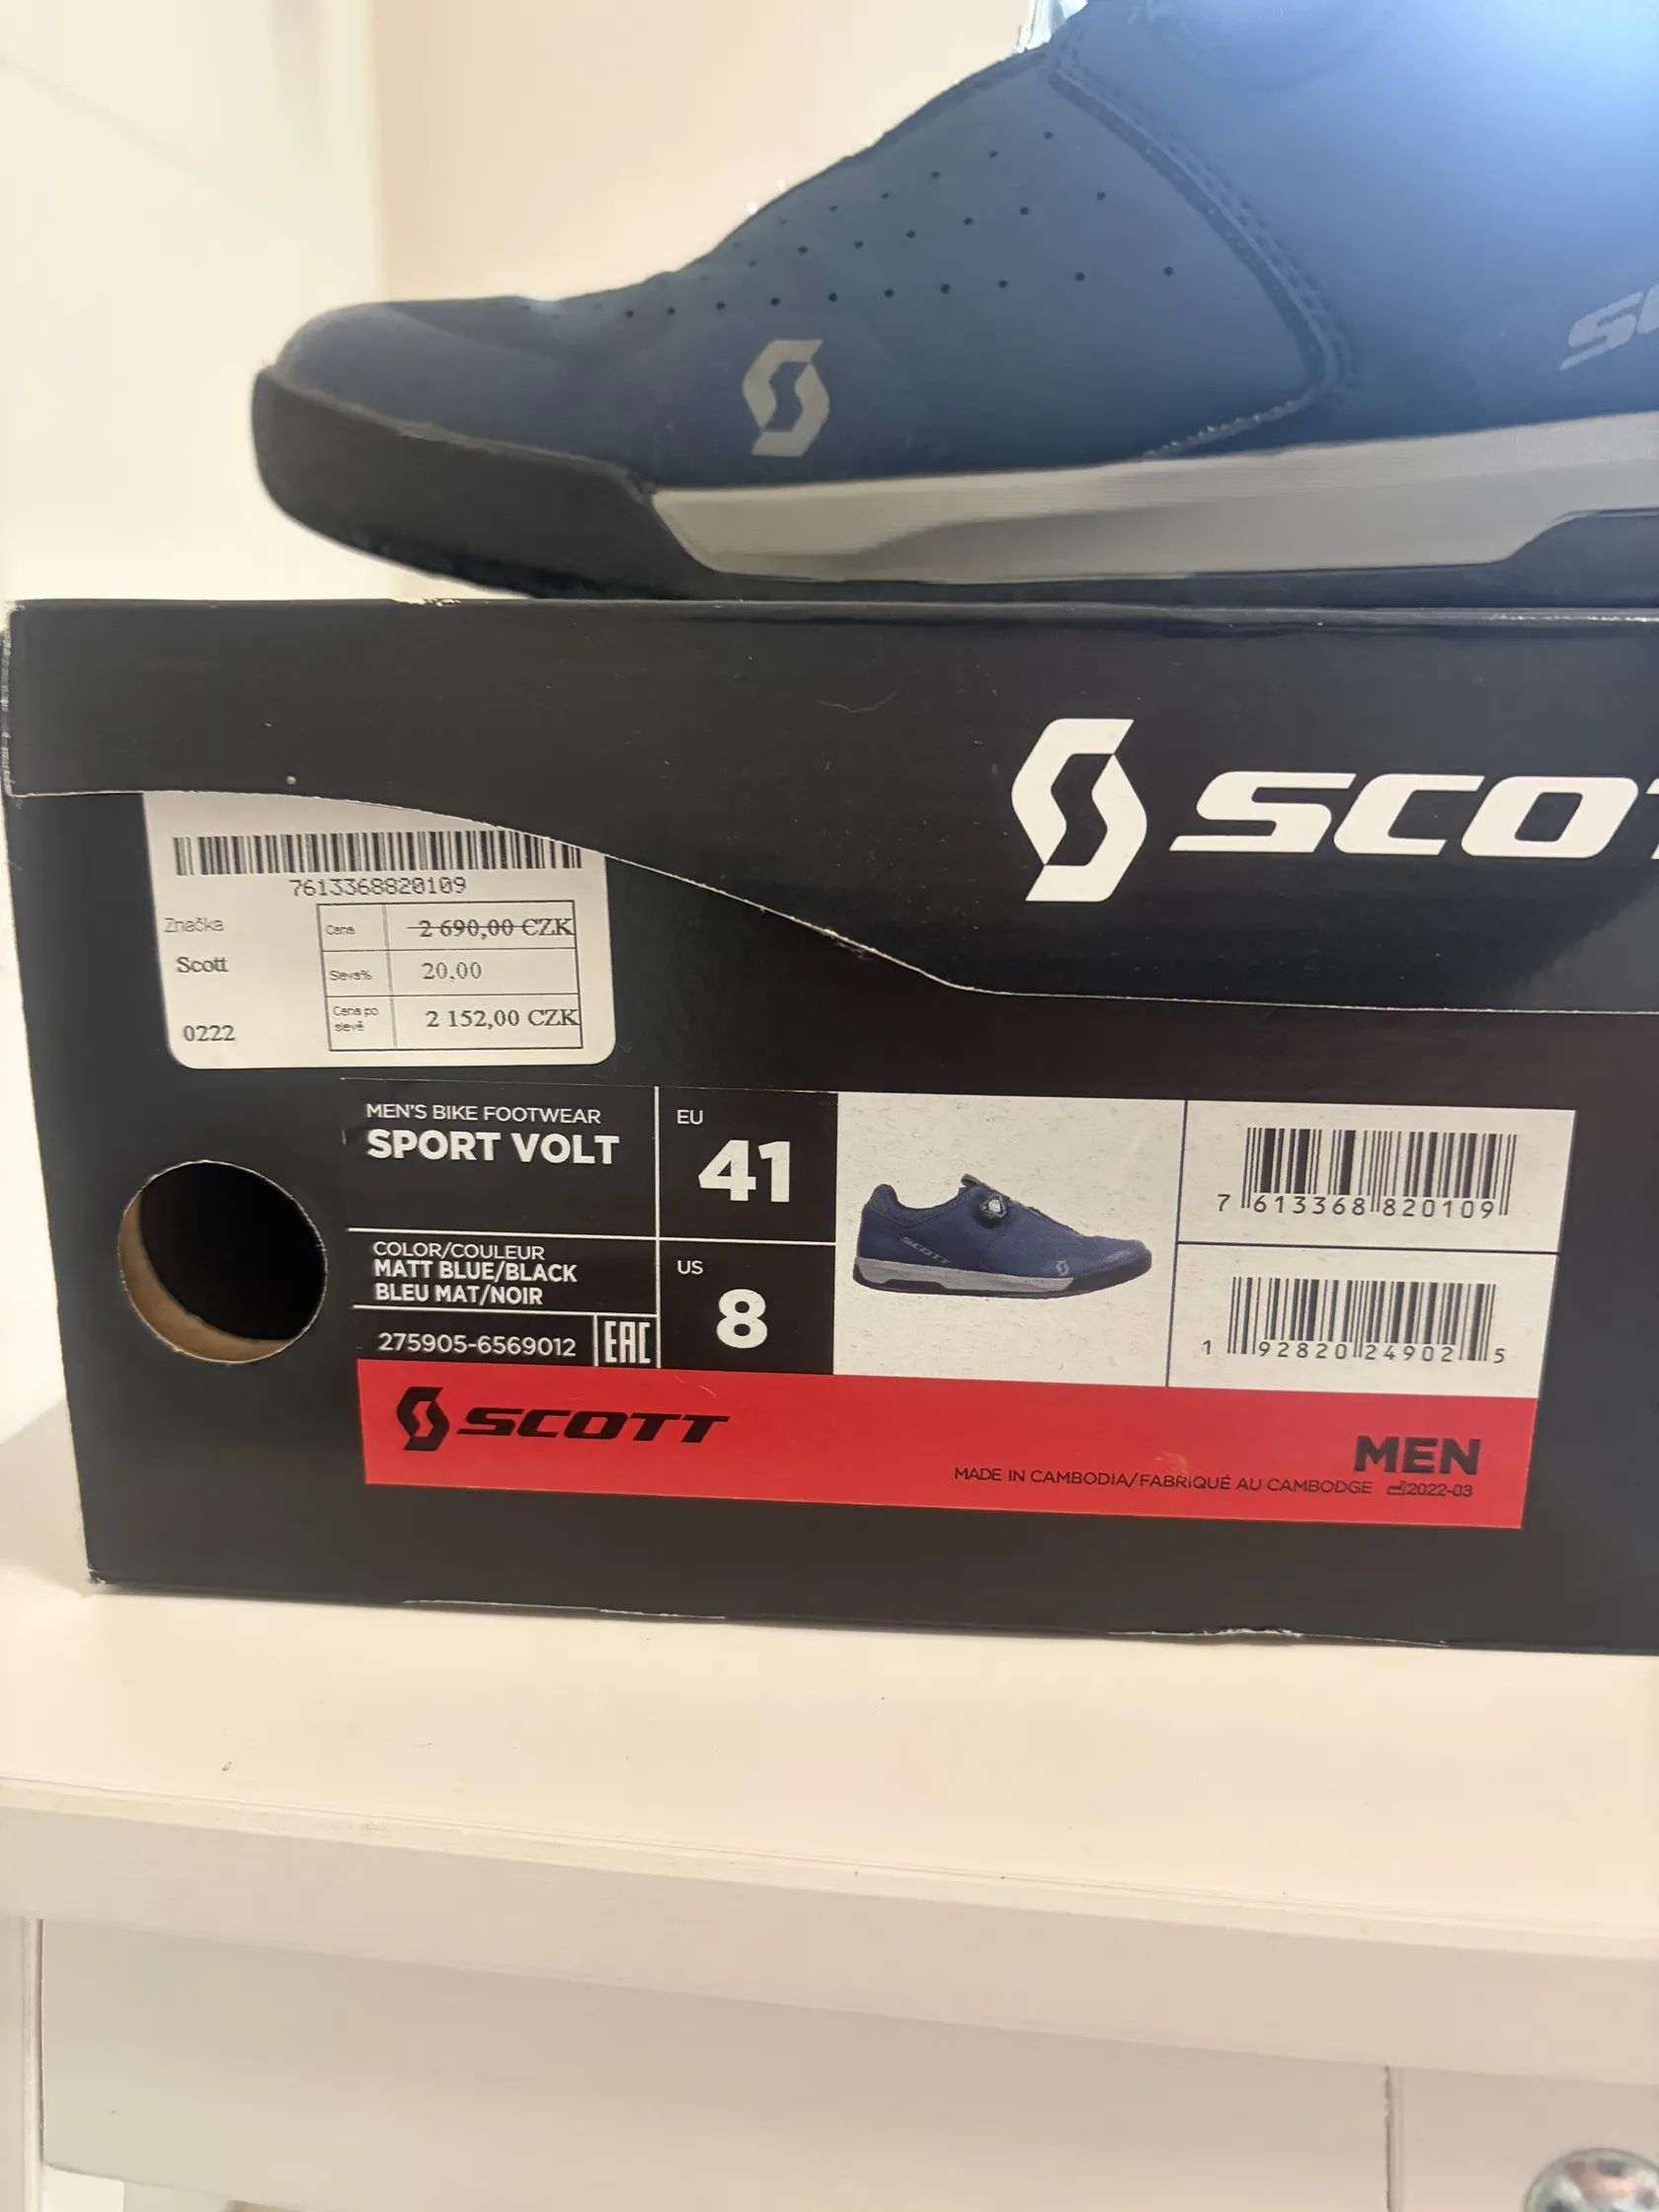 SCO
7613368820109
Značka
Scott
0222
Cena 2 690,00 CZK
Sleva% 20,00
Cena po slevě 2 152,00 CZK
MEN'S BIKE FOOTWEAR
SPORT VOLT
EU
41
COLOR/COULEUR
MATT BLUE/BLACK
BLEU MAT/NOIR
275905-6569012
EAC
US
8
SCOTT
7 613368 820109
1 92820 24902 5
SCOTT
MEN
MADE IN CAMBODIA/FABRIQUÉ AU CAMBODGE 2022-03